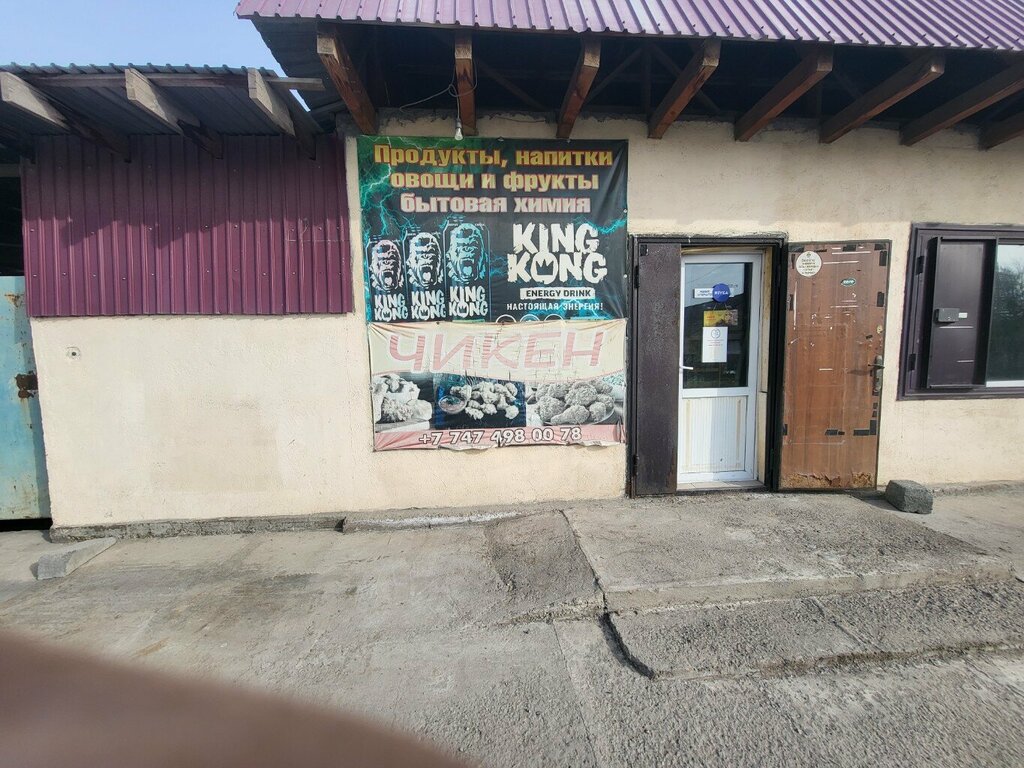 Продукты, напитки
овощи и фрукты
бытовая химия
KING
KONG
ENERGY DRINK
НАСТОЯЩАЯ ЭНЕРГИЯ!
KING
KONG
KING
KONG
KING
KONG
ЧИКЕН
+7 747 498 00 78